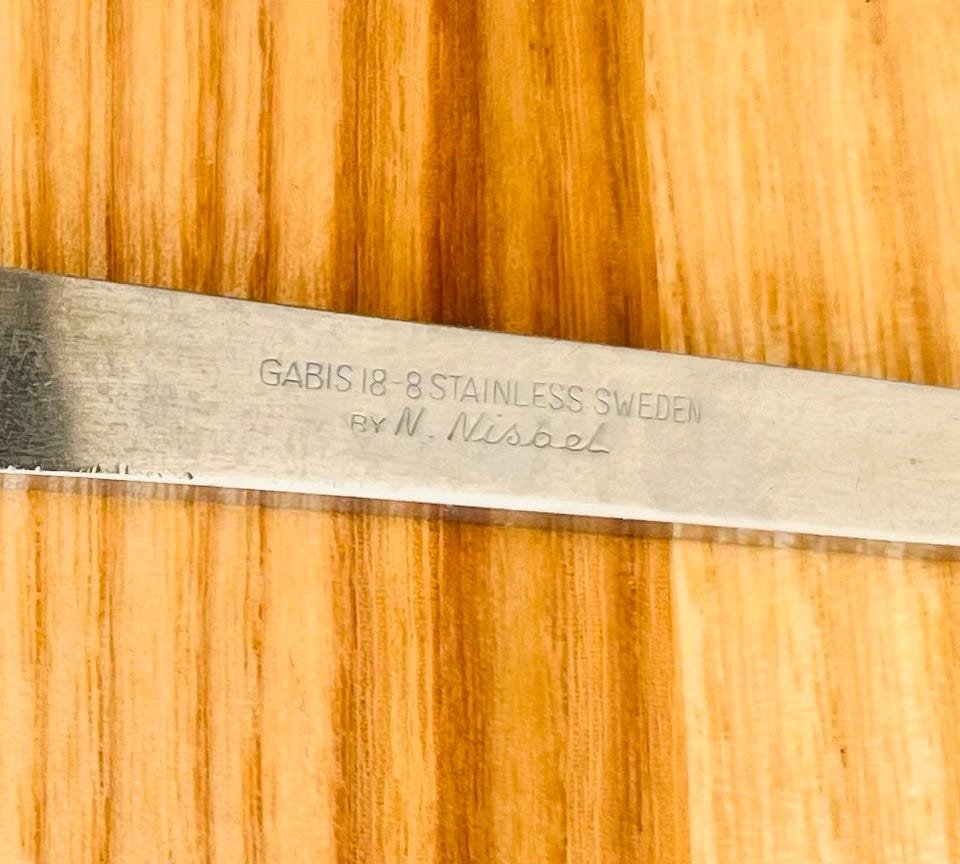 GABIS 18-8 STAINLESS SWEDEN
BY N. Nisbel